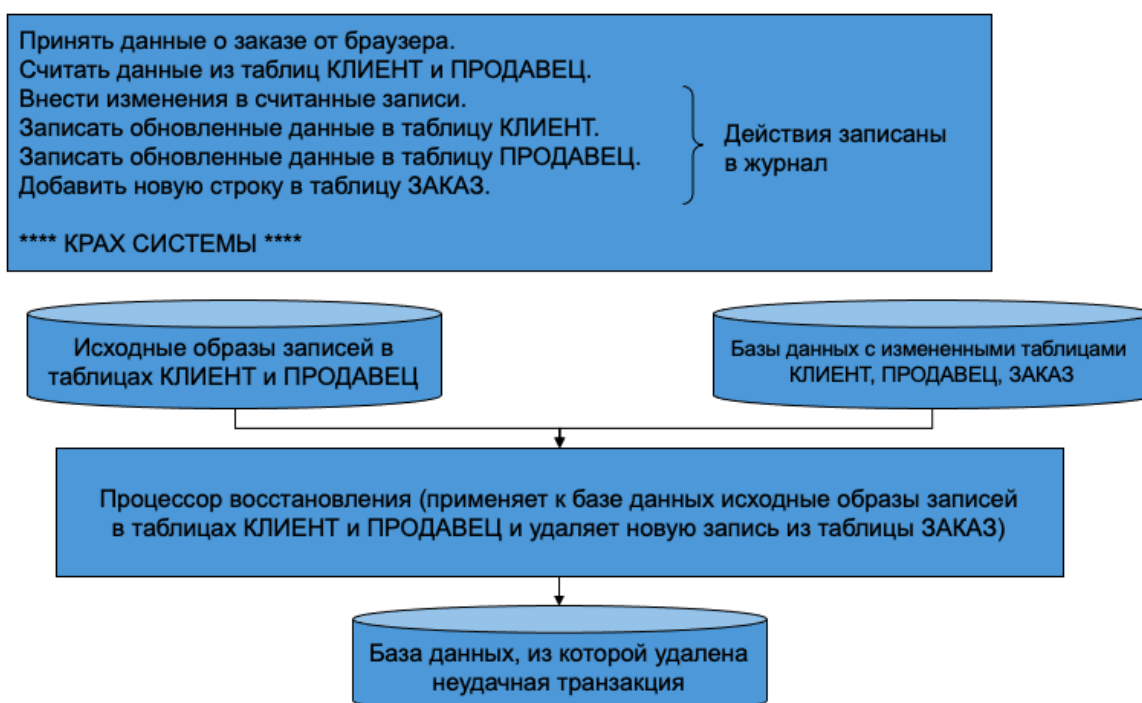 Принять данные о заказе от браузера.
Считать данные из таблиц КЛИЕНТ и ПРОДАВЕЦ.
Внести изменения в считанные записи.
Записать обновленные данные в таблицу КЛИЕНТ.
Записать обновленные данные в таблицу ПРОДАВЕЦ.
Добавить новую строку в таблицу ЗАКАЗ.
Действия записаны
в журнал
**** КРАХ СИСТЕМЫ ****
Исходные образы записей в
таблицах КЛИЕНТ и ПРОДАВЕЦ
Базы данных с измененными таблицами
КЛИЕНТ, ПРОДАВЕЦ, ЗАКАЗ
Процессор восстановления (применяет к базе данных исходные образы записей
в таблицах КЛИЕНТ и ПРОДАВЕЦ и удаляет новую запись из таблицы ЗАКАЗ)
База данных, из которой удалена
неудачная транзакция